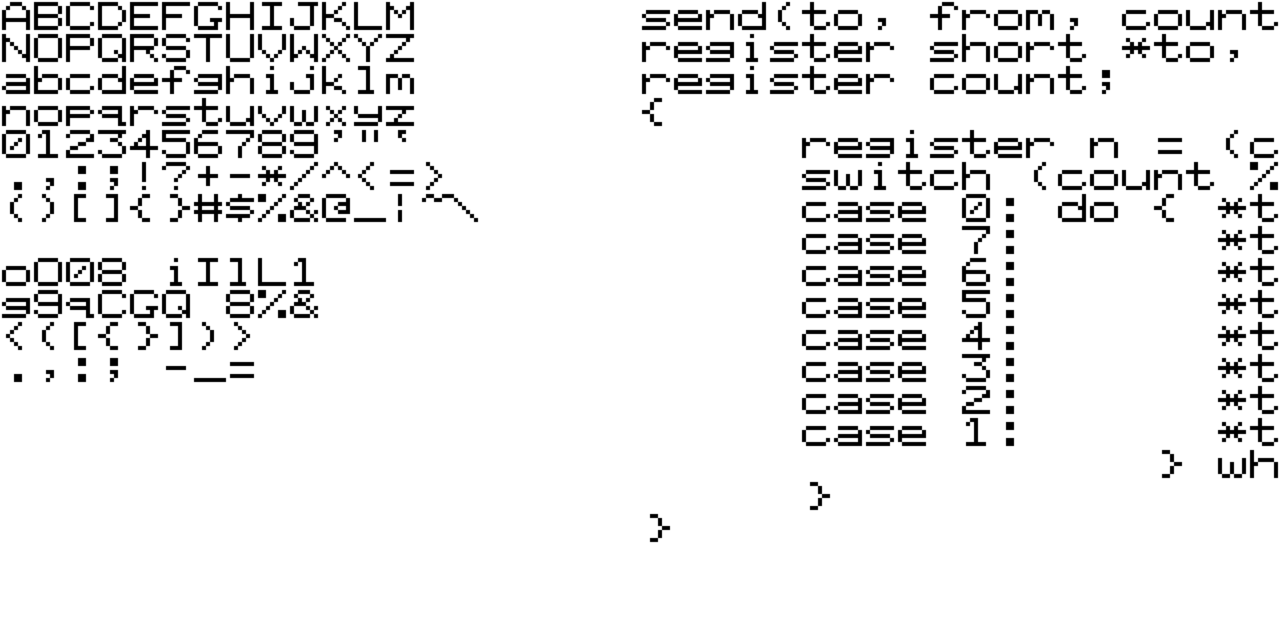 ABCDEFGHIJKLM
NOPQRSTUVWXYZ
abcdefghijklm
nopqrstuvwxyz
0123456789'"`
.,:;!?+-*/^<=>
()[]{}#$%&@_¦~\
oO08 iIlL1
g9qCGQ 8%&
<([{}])>
.,:; -_=
send(to, from, count
register short *to,
register count;
{
        register n = (c
        switch (count %
        case 0: do { *t
        case 7:      *t
        case 6:      *t
        case 5:      *t
        case 4:      *t
        case 3:      *t
        case 2:      *t
        case 1:      *t
                   } wh
        }
}